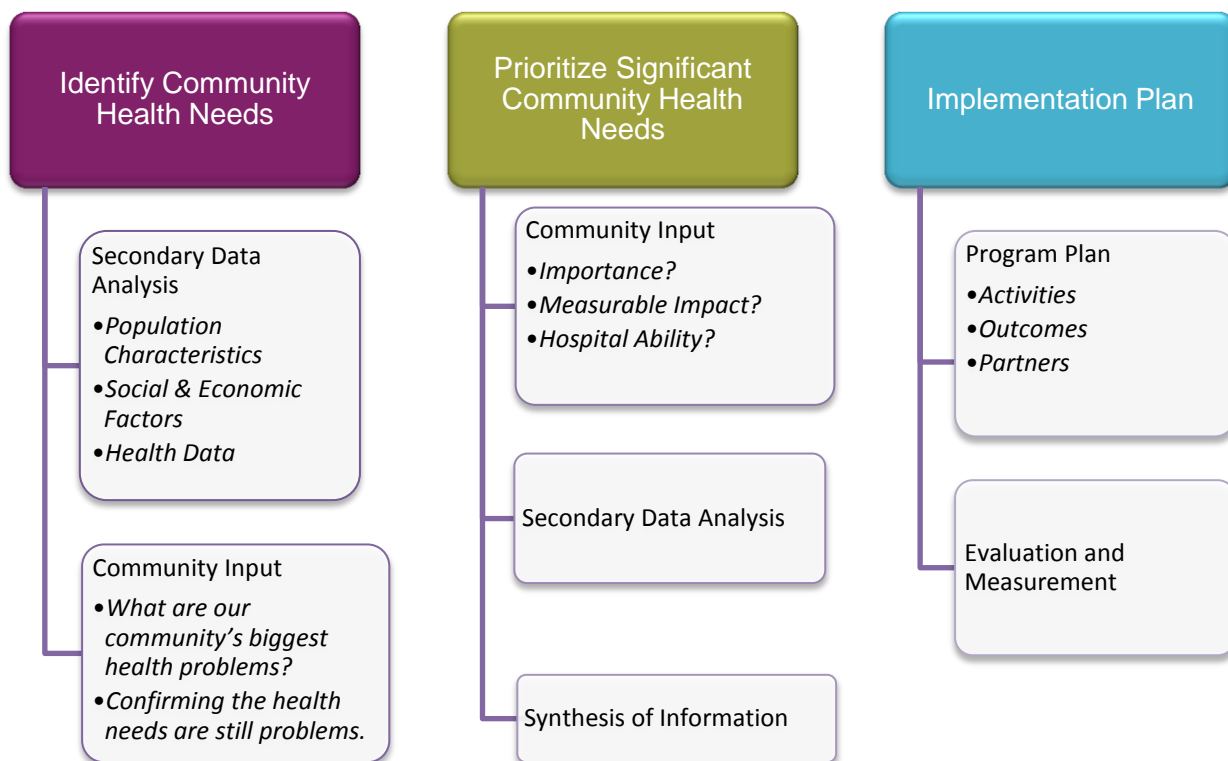 Identify Community
Health Needs
Secondary Data
Analysis
•Population
Characteristics
•Social & Economic
Factors
•Health Data
Community Input
•What are our
community’s biggest
health problems?
•Confirming the health
needs are still problems.
Prioritize Significant
Community Health
Needs
Community Input
•Importance?
•Measurable Impact?
•Hospital Ability?
Secondary Data Analysis
Synthesis of Information
Implementation Plan
Program Plan
•Activities
•Outcomes
•Partners
Evaluation and
Measurement